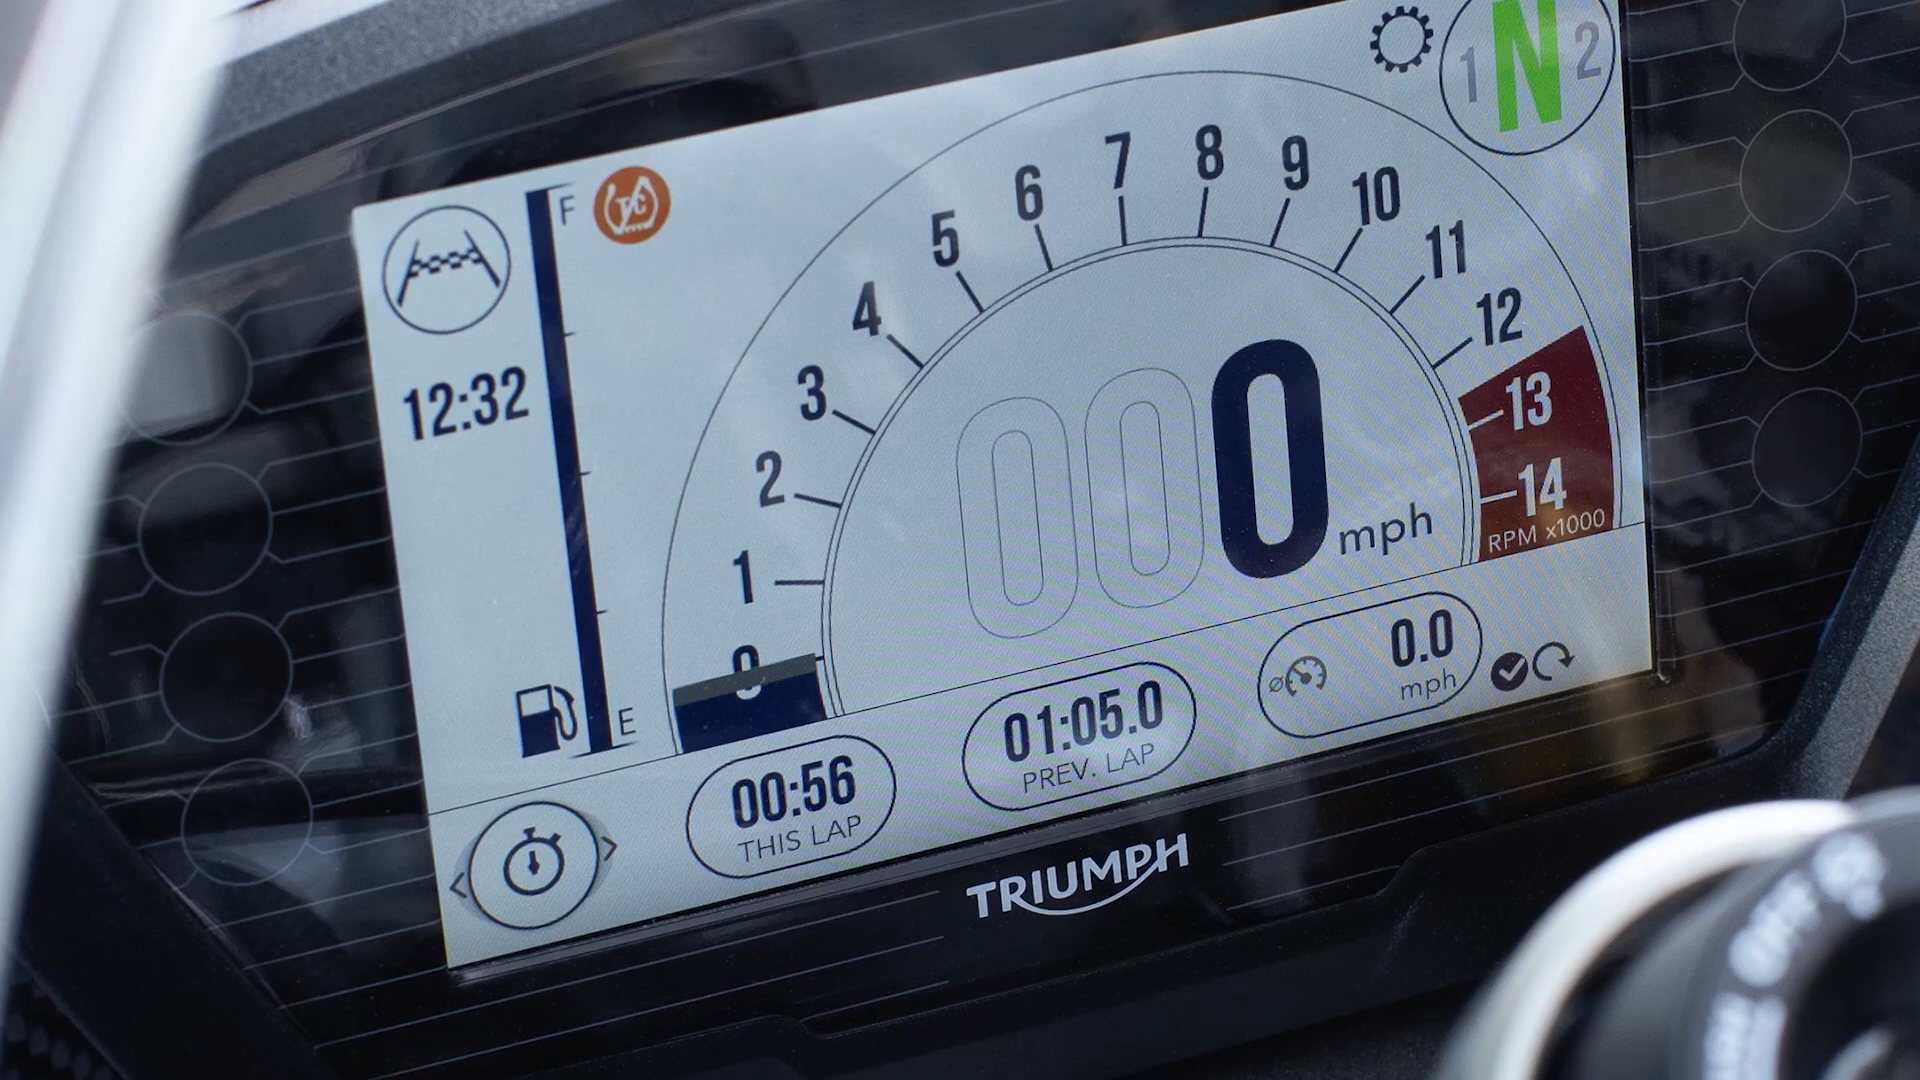 1 N 2
F
TC
12:32
0 1 2 3 4 5 6 7 8 9 10 11 12 13 14
RPM x1000
000 mph
E
00:56
THIS LAP
01:05.0
PREV. LAP
0.0
mph
TRIUMPH